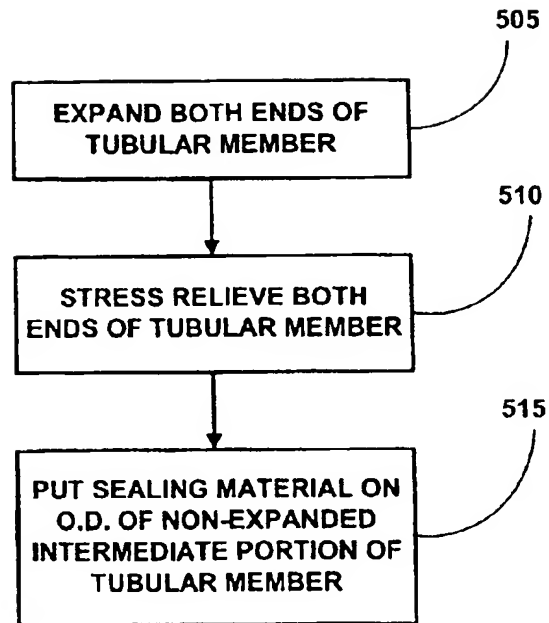 505
EXPAND BOTH ENDS OF
TUBULAR MEMBER
510
STRESS RELIEVE BOTH
ENDS OF TUBULAR MEMBER
515
PUT SEALING MATERIAL ON
O.D. OF NON-EXPANDED
INTERMEDIATE PORTION OF
TUBULAR MEMBER